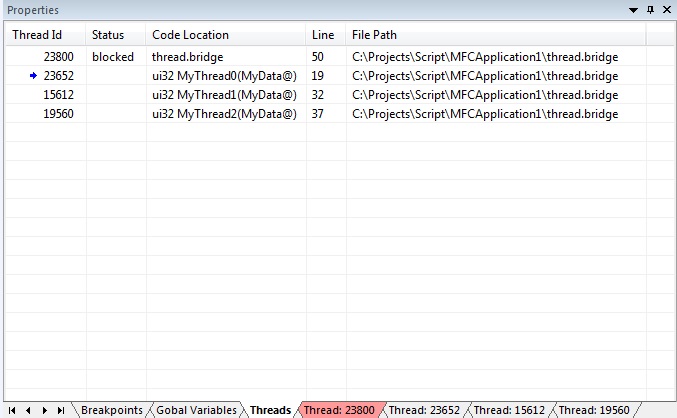 Properties
Thread Id Status Code Location Line File Path
23800 blocked thread.bridge 50 C:\Projects\Script\MFCApplication1\thread.bridge
23652 ui32 MyThread0(MyData@) 19 C:\Projects\Script\MFCApplication1\thread.bridge
15612 ui32 MyThread1(MyData@) 32 C:\Projects\Script\MFCApplication1\thread.bridge
19560 ui32 MyThread2(MyData@) 37 C:\Projects\Script\MFCApplication1\thread.bridge
Breakpoints Gobal Variables Threads Thread: 23800 Thread: 23652 Thread: 15612 Thread: 19560